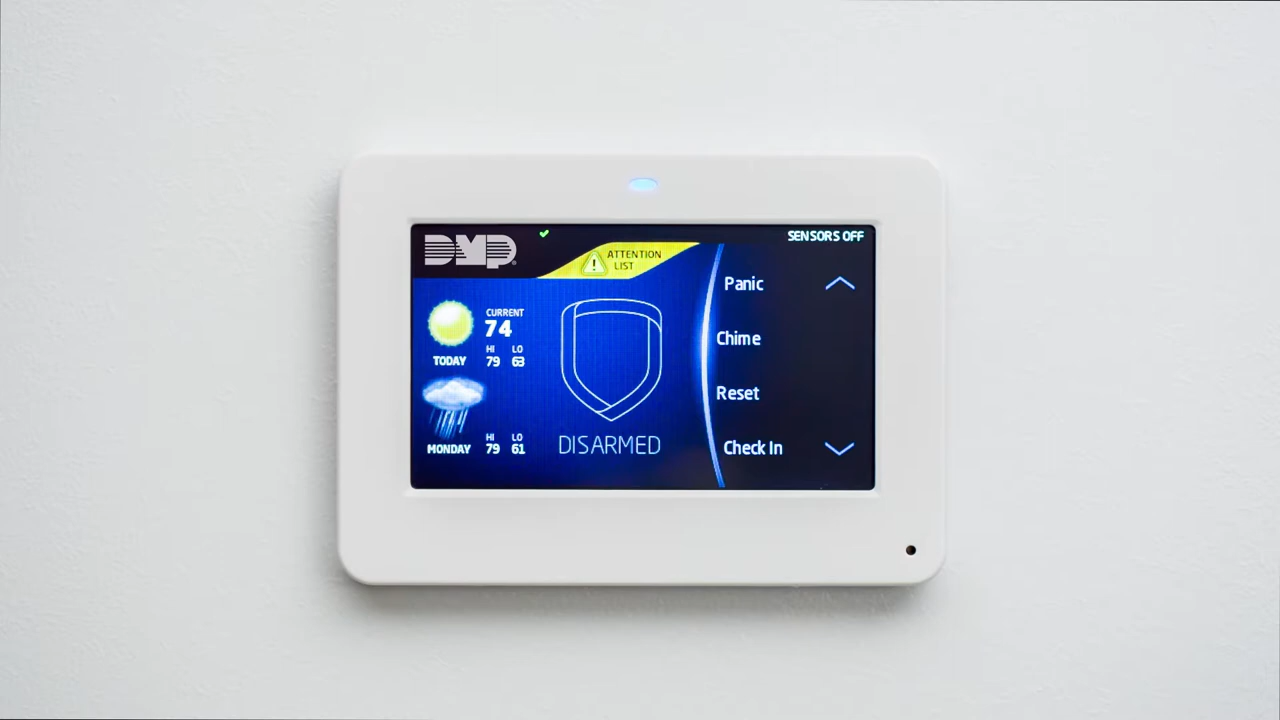 DMP
SENSORS OFF
ATTENTION
LIST
CURRENT
74
HI LO
79 63
TODAY
HI LO
79 61
MONDAY
DISARMED
Panic
Chime
Reset
Check In